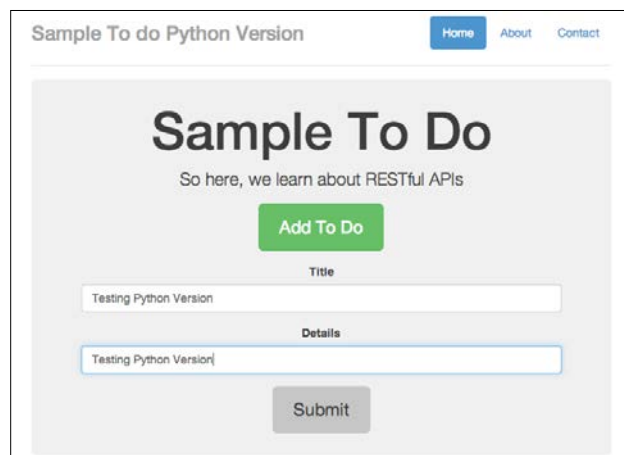 Sample To do Python Version
Home About Contact
Sample To Do
So here, we learn about RESTful APIs
Add To Do
Title
Testing Python Version
Details
Testing Python Version
Submit